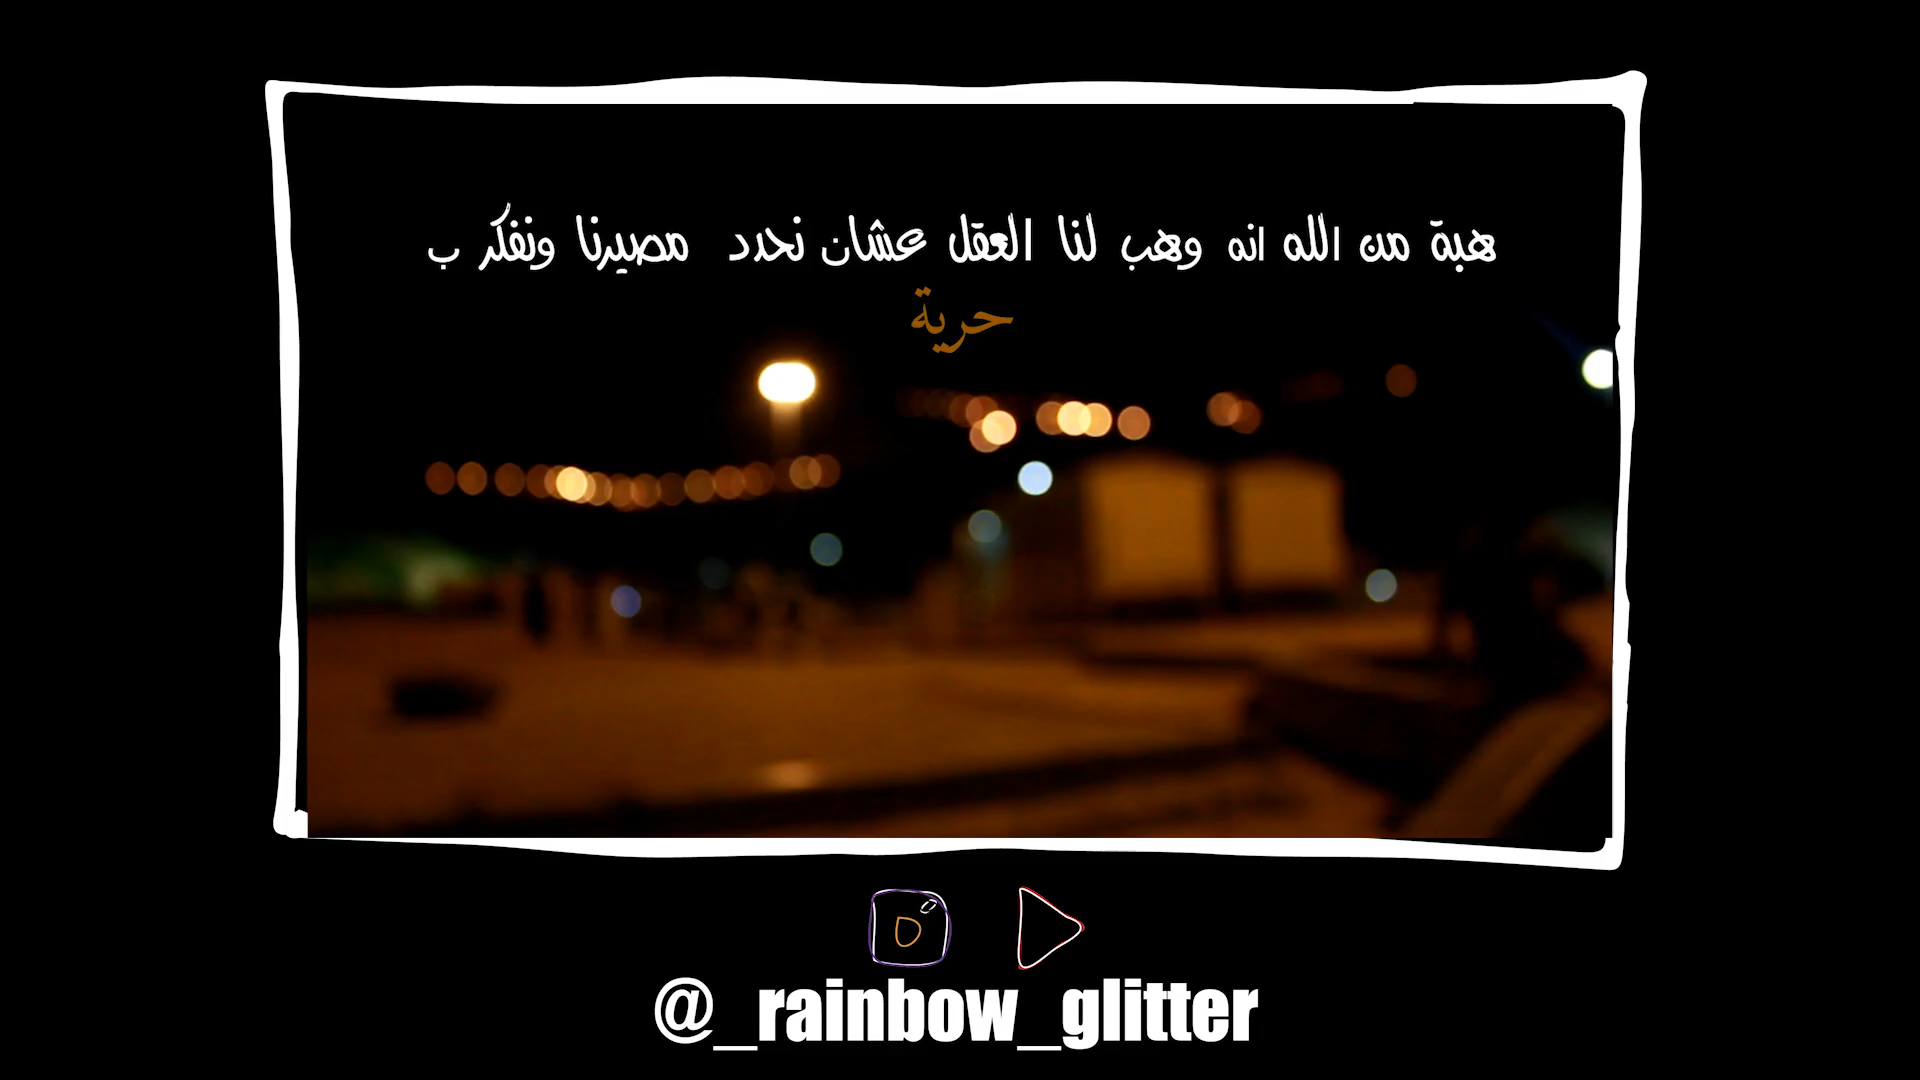 هبة من الله انه وهب لنا العقل عشان نحدد مصيرنا ونفكر ب
حرية
@_rainbow_glitter